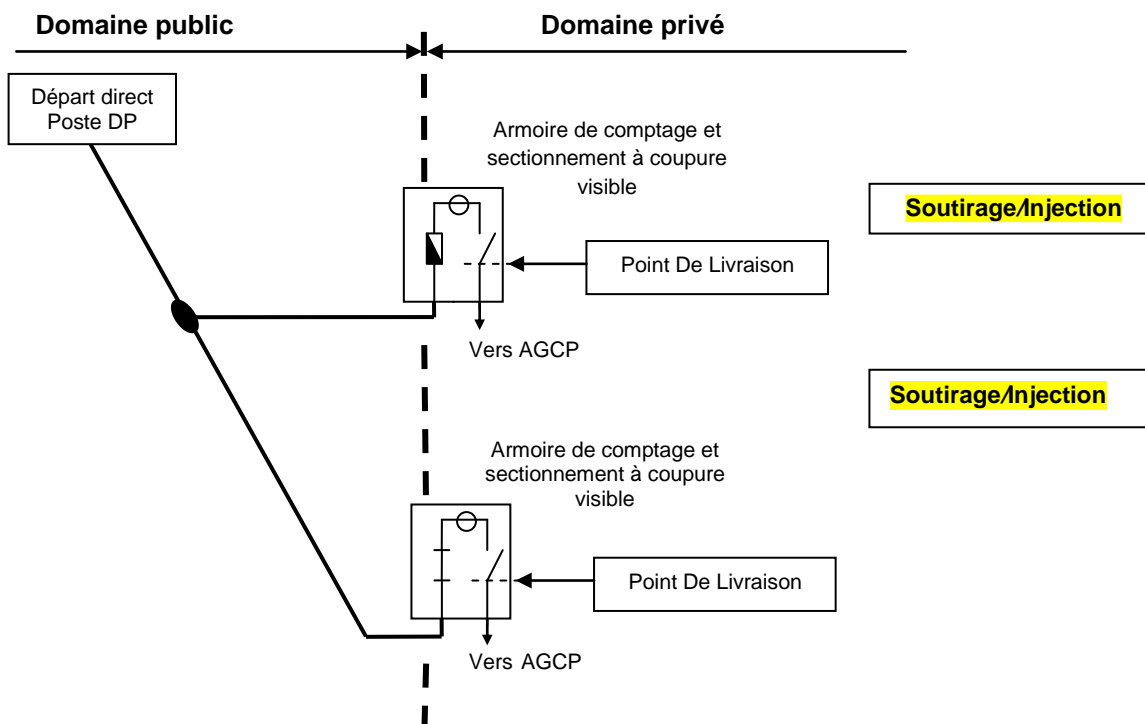 Domaine public
Domaine privé
Départ direct
Poste DP
Armoire de comptage et
sectionnement à coupure
visible
Soutirage/Injection
Point De Livraison
Vers AGCP
Soutirage/Injection
Armoire de comptage et
sectionnement à coupure
visible
Point De Livraison
Vers AGCP